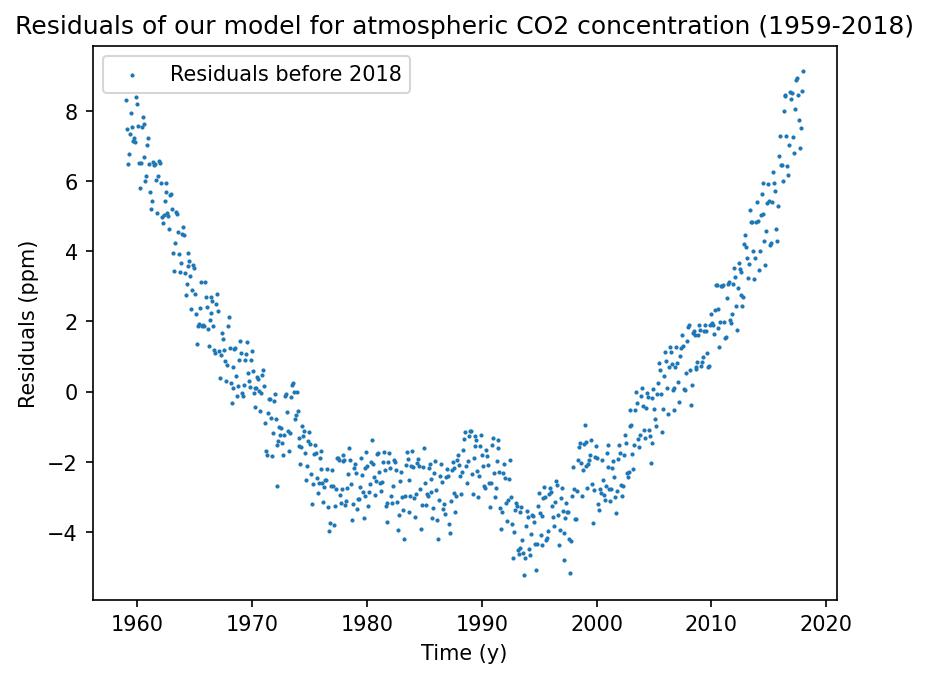 Residuals of our model for atmospheric CO2 concentration (1959-2018)
Residuals before 2018
8
6
4
2
0
−2
−4
Residuals (ppm)
1960 1970 1980 1990 2000 2010 2020
Time (y)